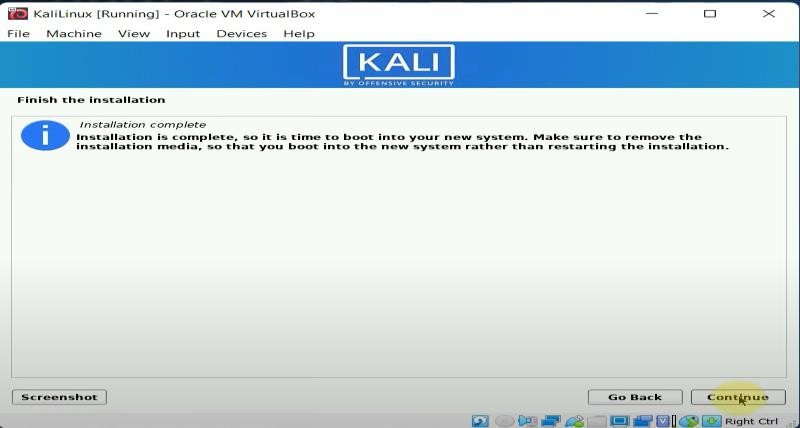 KaliLinux [Running] - Oracle VM VirtualBox
File Machine View Input Devices Help
KALI
BY OFFENSIVE SECURITY
Finish the installation
Installation complete
Installation is complete, so it is time to boot into your new system. Make sure to remove the
installation media, so that you boot into the new system rather than restarting the installation.
Screenshot Go Back Continue
Right Ctrl